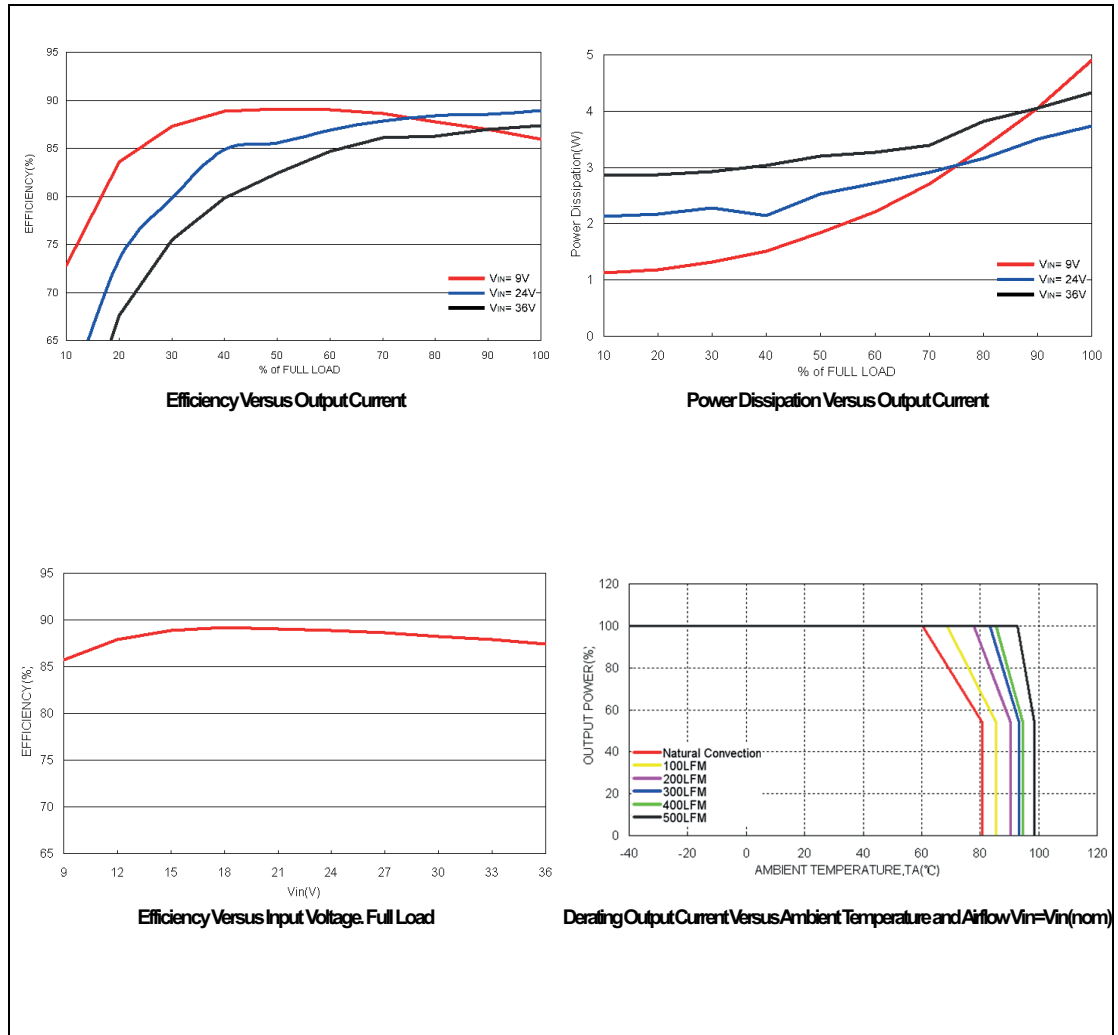 95
90
85
80
75
70
65
EFFICIENCY(%)
VIN= 9V
VIN= 24V
VIN= 36V
10 20 30 40 50 60 70 80 90 100
% of FULL LOAD
Efficiency Versus Output Current
5
4
3
2
1
0
Power Dissipation(W)
VIN= 9V
VIN= 24V
VIN= 36V
10 20 30 40 50 60 70 80 90 100
% of FULL LOAD
Power Dissipation Versus Output Current
95
90
85
80
75
70
65
EFFICIENCY(%)
9 12 15 18 21 24 27 30 33 36
Vin(V)
Efficiency Versus Input Voltage. Full Load
120
100
80
60
40
20
0
OUTPUT POWER(%)
Natural Convection
100LFM
200LFM
300LFM
400LFM
500LFM
-40 -20 0 20 40 60 80 100 120
AMBIENT TEMPERATURE,TA(℃)
Derating Output Current Versus Ambient Temperature and Airflow Vin=Vin(nom)